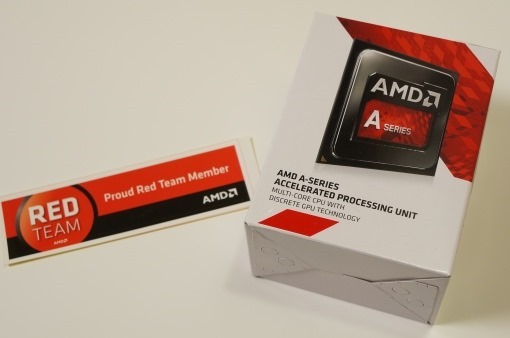 Proud Red Team Member
RED
TEAM
AMD
AMD
AMD
A SERIES
AMD A-SERIES
ACCELERATED PROCESSING UNIT
MULTI-CORE CPU WITH
DISCRETE GPU TECHNOLOGY